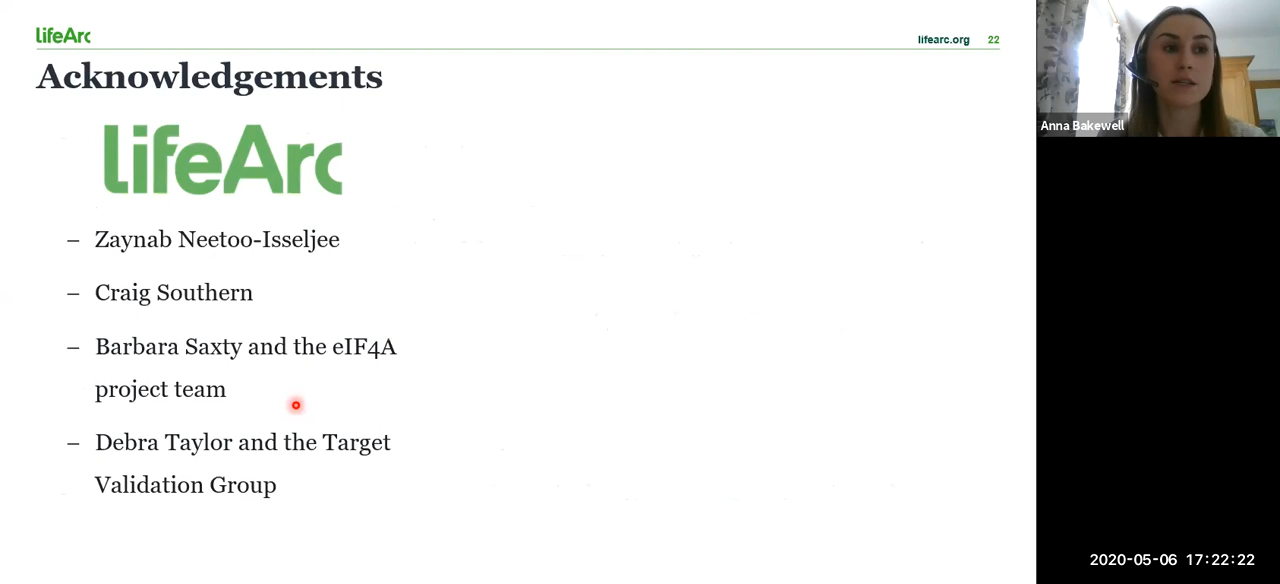 lifeArc
lifearc.org 22
Acknowledgements
lifeArc
– Zaynab Neetoo-Isseljee
– Craig Southern
– Barbara Saxty and the eIF4A
project team
– Debra Taylor and the Target
Validation Group
Anna Bakewell
2020-05-06 17:22:22